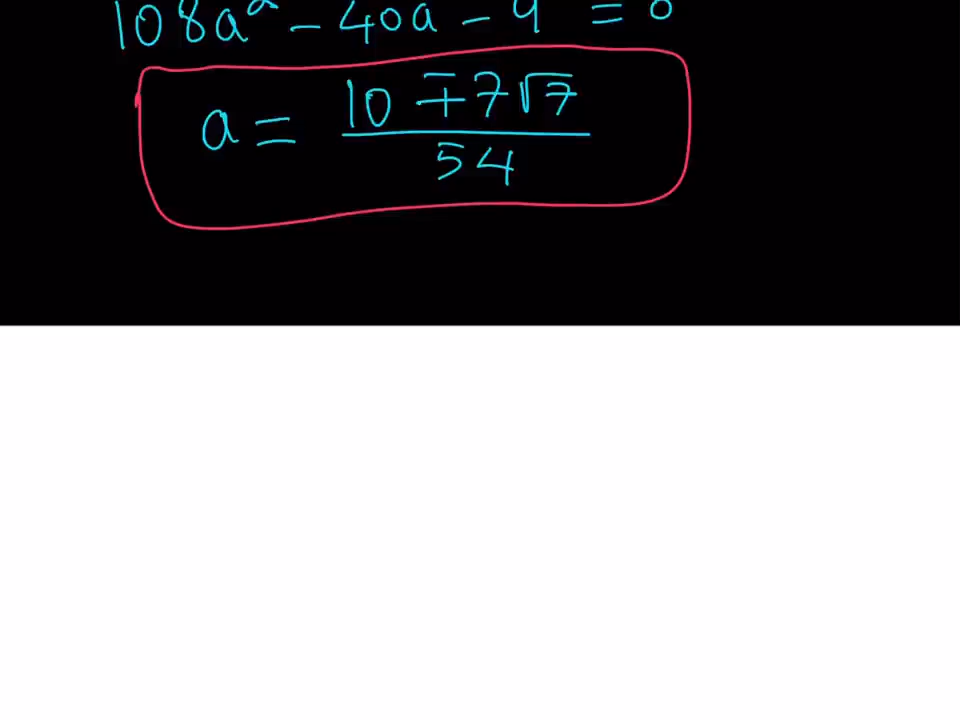 108a² - 40a - 9 = 0
a = (10 ∓ 7√7) / 54